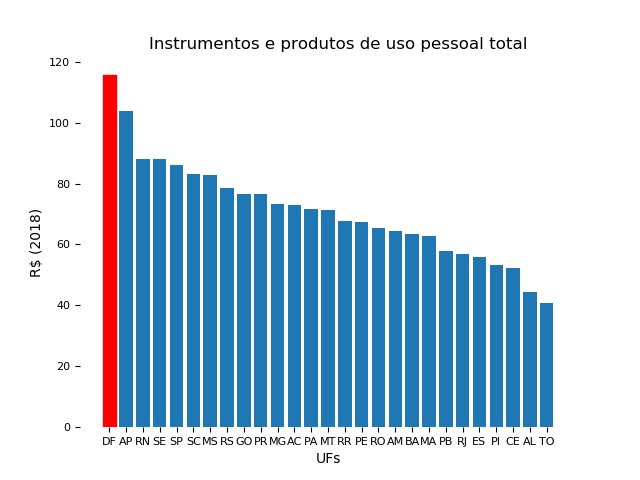 Instrumentos e produtos de uso pessoal total
120
100
80
60
40
20
0
R$ (2018)
DF AP RN SE SP SC MS RS GO PR MG AC PA MT RR PE RO AM BA MA PB RJ ES PI CE AL TO
UFs